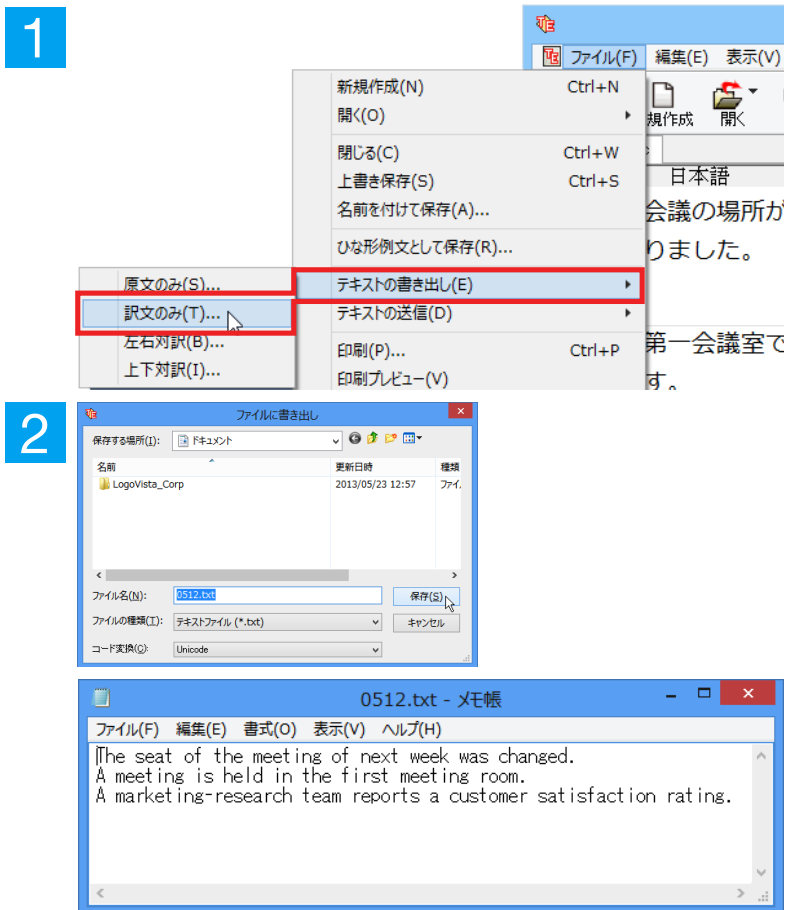 1
ファイル(F) 編集(E) 表示(V)
新規作成(N) Ctrl+N
開く(O)
閉じる(C) Ctrl+W
上書き保存(S) Ctrl+S
名前を付けて保存(A)...
ひな形例文として保存(R)...
テキストの書き出し(E)
テキストの送信(D)
印刷(P)... Ctrl+P
印刷プレビュー(V)
原文のみ(S)...
訳文のみ(T)...
左右対訳(B)...
上下対訳(I)...
規作成 開く
日本語
会議の場所が
りました。
第一会議室で
す。
2
ファイルに書き出し
保存する場所(I): ドキュメント
名前 更新日時 種類
LogoVista_Corp 2013/05/23 12:57 ファイ
ファイル名(N): 0512.txt 保存(S)
ファイルの種類(T): テキストファイル (*.txt) キャンセル
コード変換(C): Unicode
0512.txt - メモ帳
ファイル(F) 編集(E) 書式(O) 表示(V) ヘルプ(H)
The seat of the meeting of next week was changed.
A meeting is held in the first meeting room.
A marketing-research team reports a customer satisfaction rating.